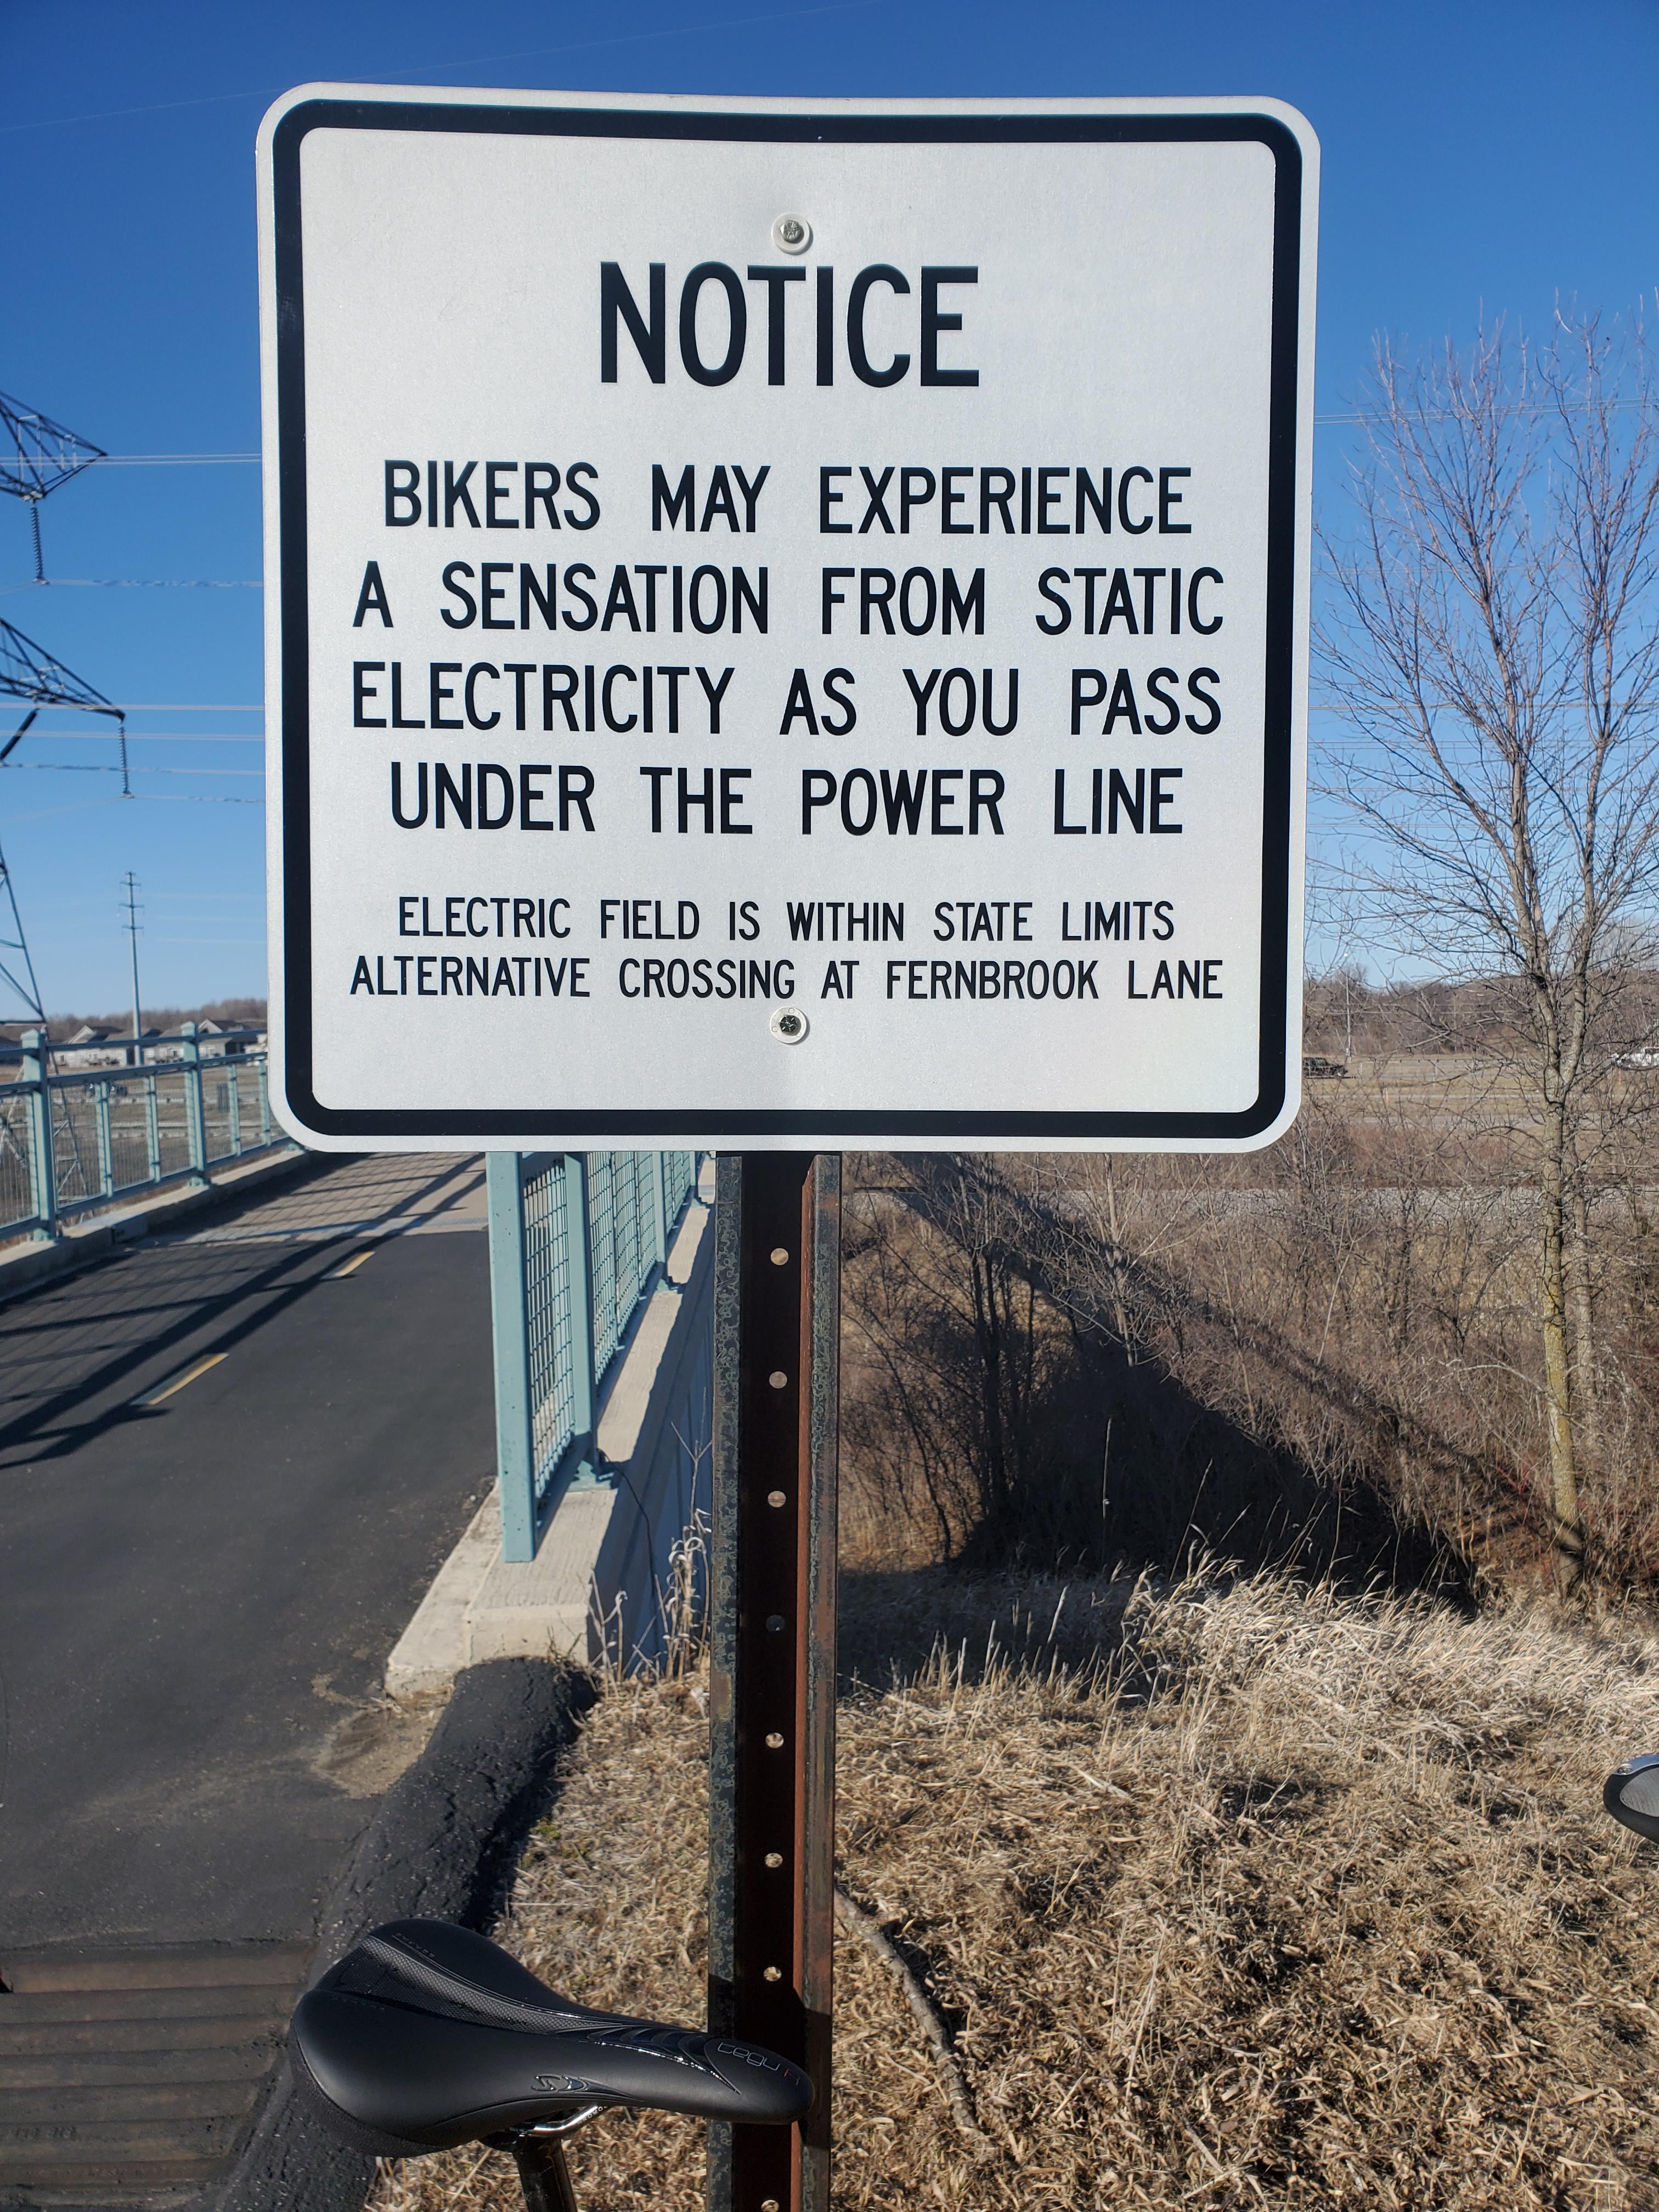 NOTICE
BIKERS MAY EXPERIENCE
A SENSATION FROM STATIC
ELECTRICITY AS YOU PASS
UNDER THE POWER LINE
ELECTRIC FIELD IS WITHIN STATE LIMITS
ALTERNATIVE CROSSING AT FERNBROOK LANE
tegu